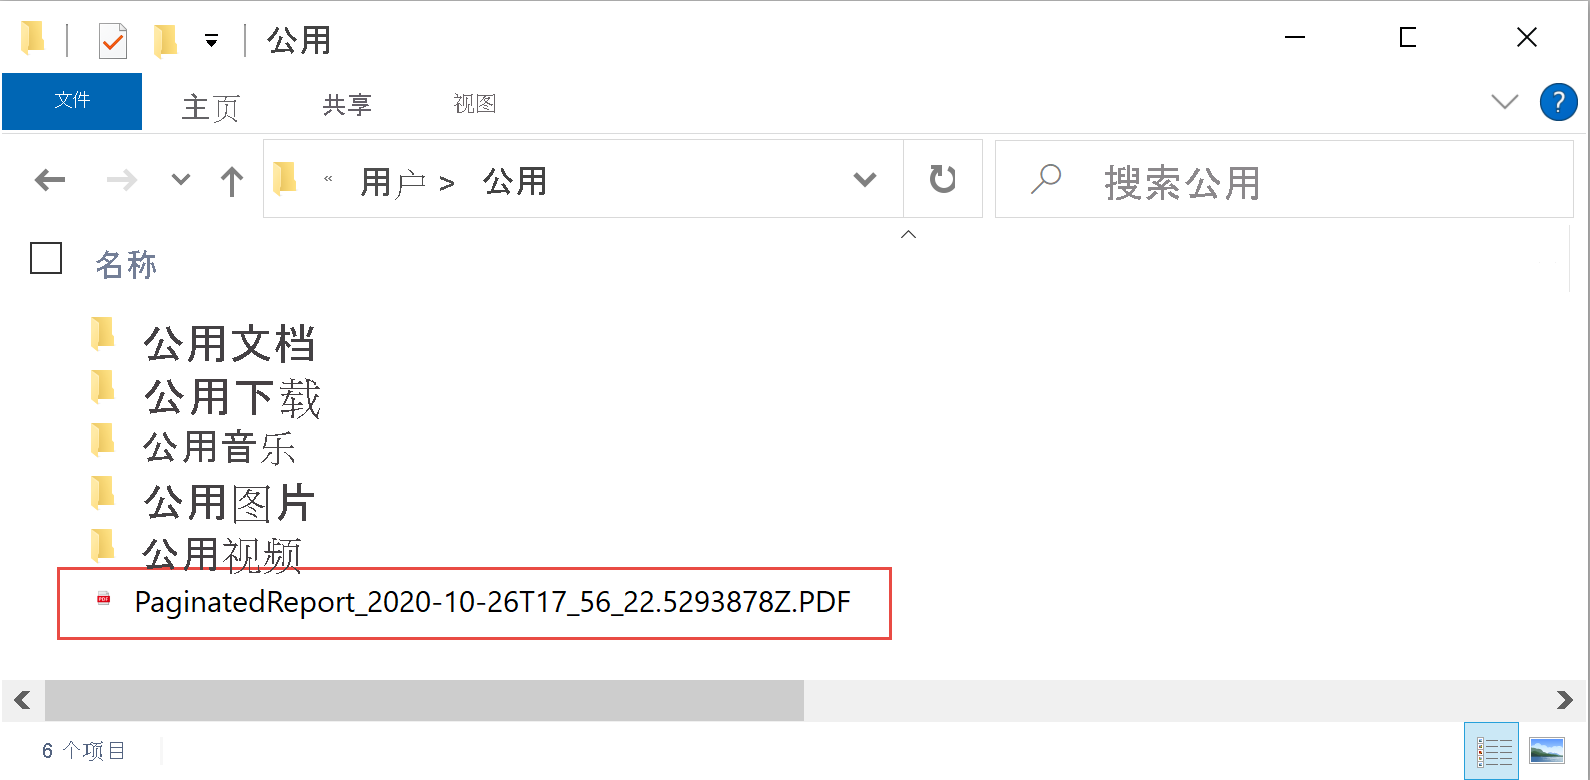 公用
文件 主页 共享 视图
« 用户 > 公用 搜索公用
名称
公用文档
公用下载
公用音乐
公用图片
公用视频
PaginatedReport_2020-10-26T17_56_22.5293878Z.PDF
6 个项目